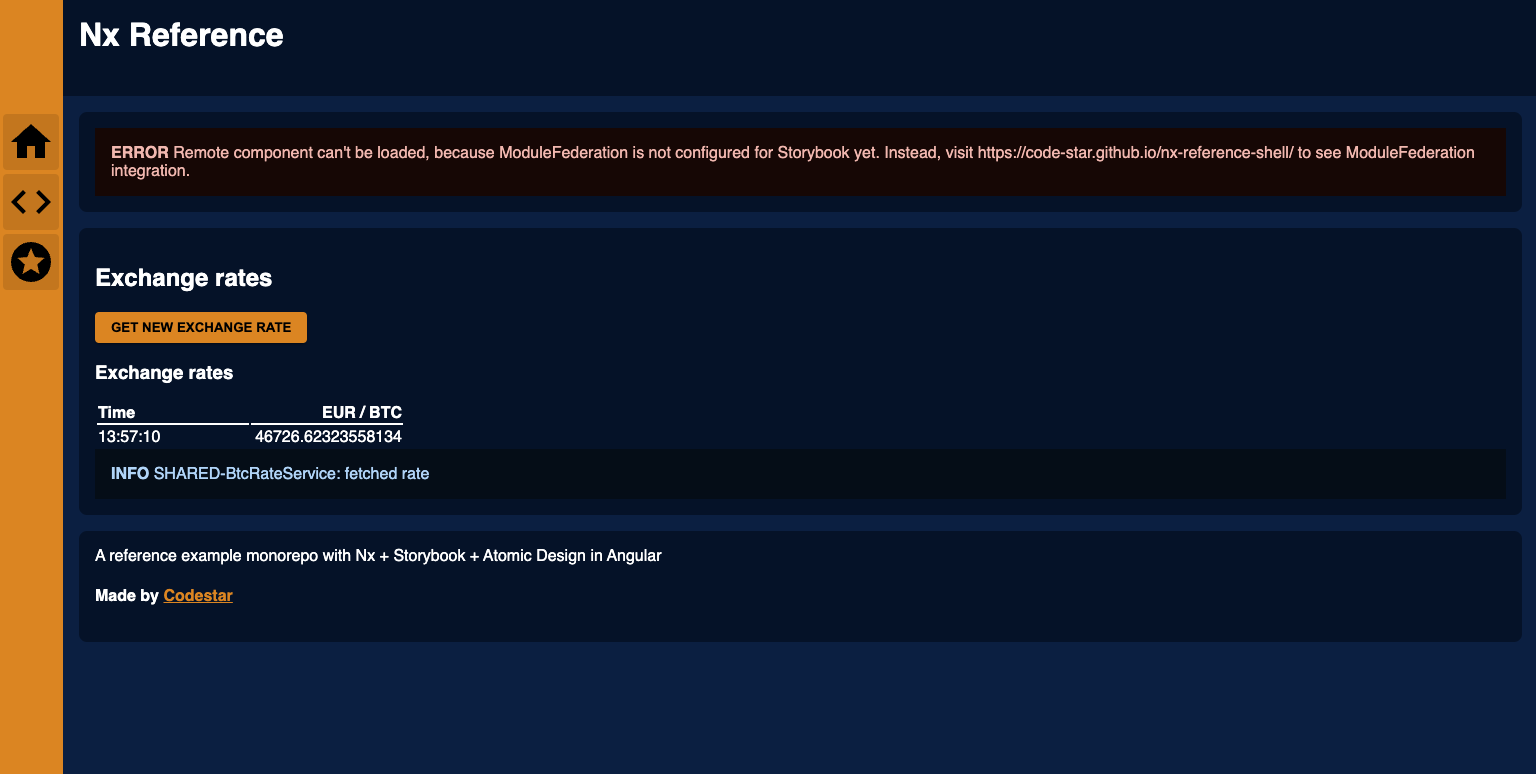 Nx Reference
ERROR Remote component can't be loaded, because ModuleFederation is not configured for Storybook yet. Instead, visit https://code-star.github.io/nx-reference-shell/ to see ModuleFederation
integration.
Exchange rates
GET NEW EXCHANGE RATE
Exchange rates
Time EUR / BTC
13:57:10 46726.62323558134
INFO SHARED-BtcRateService: fetched rate
A reference example monorepo with Nx + Storybook + Atomic Design in Angular
Made by Codestar